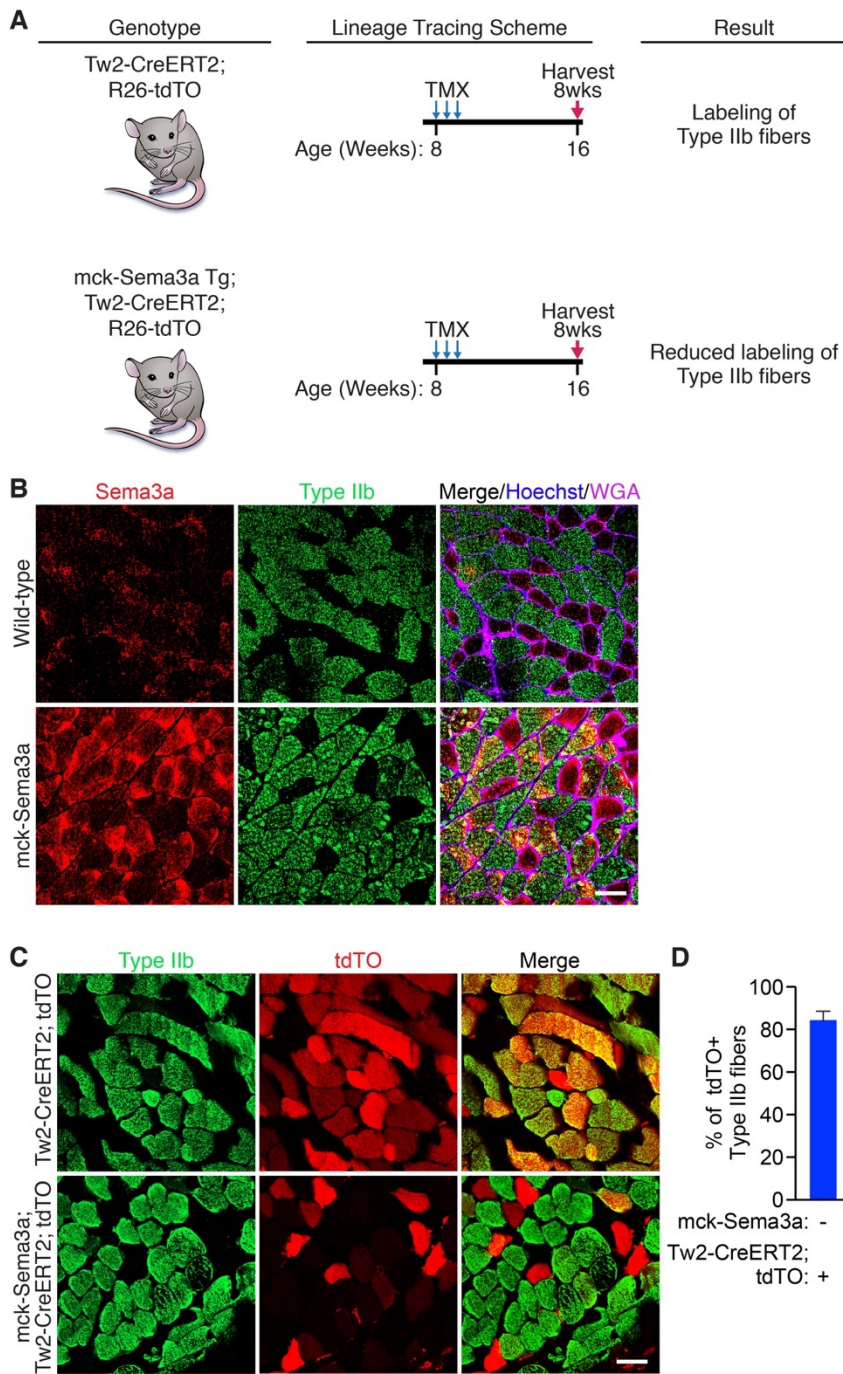 A
Genotype
Lineage Tracing Scheme
Result
Tw2-CreERT2;
R26-tdTO
TMX
Harvest
8wks
Age (Weeks): 8 16
Labeling of
Type IIb fibers
mck-Sema3a Tg;
Tw2-CreERT2;
R26-tdTO
TMX
Harvest
8wks
Age (Weeks): 8 16
Reduced labeling of
Type IIb fibers
B
Sema3a
Type IIb
Merge/Hoechst/WGA
Wild-type
mck-Sema3a
C
Type IIb
tdTO
Merge
Tw2-CreERT2; tdTO
mck-Sema3a;
Tw2-CreERT2; tdTO
D
% of tdTO+
Type IIb fibers
100
80
60
40
20
0
mck-Sema3a: -
Tw2-CreERT2;
tdTO: +